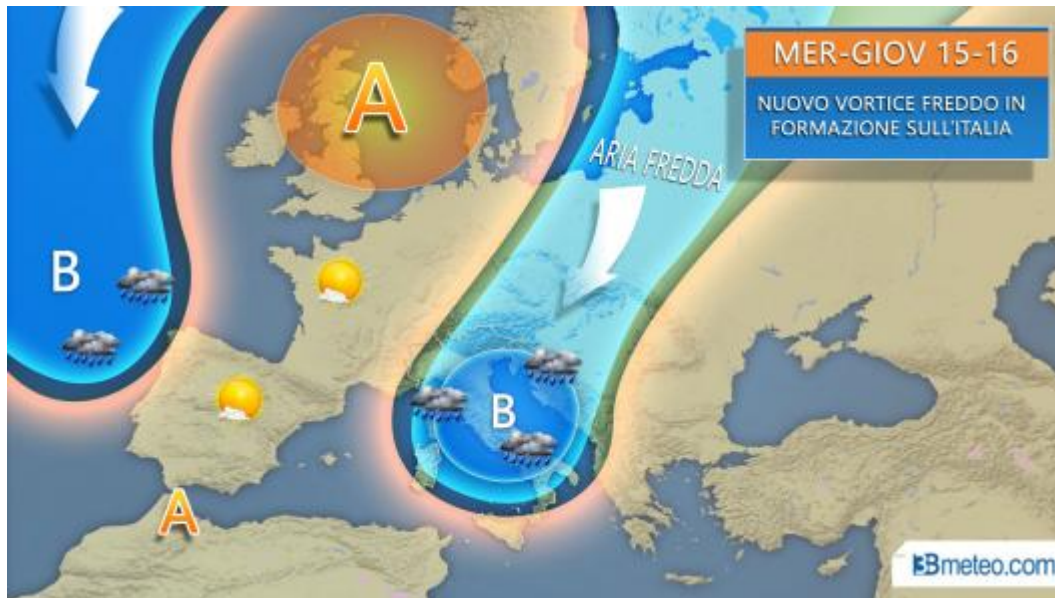 MER-GIOV 15-16
NUOVO VORTICE FREDDO IN
FORMAZIONE SULL'ITALIA
A
ARIA FREDDA
B
B
A
3Bmeteo.com